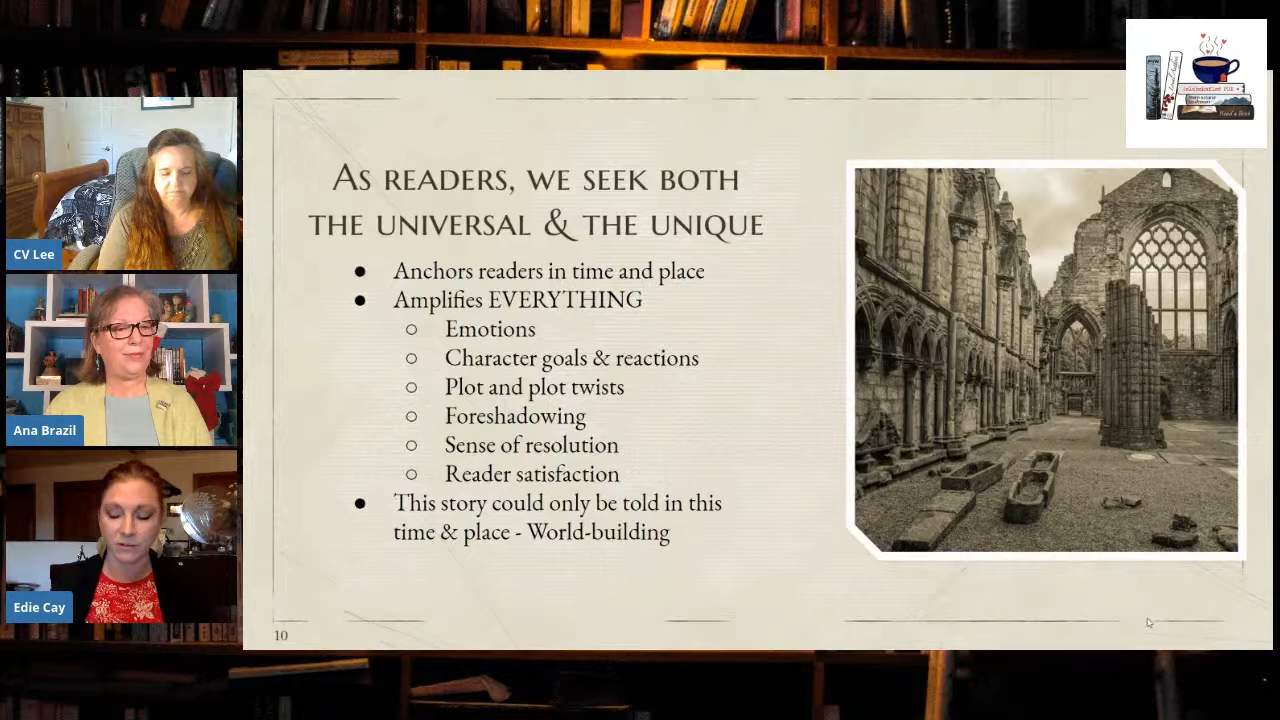 CV Lee
Ana Brazil
Edie Cay
As readers, we seek both
the universal & the unique
● Anchors readers in time and place
● Amplifies EVERYTHING
○ Emotions
○ Character goals & reactions
○ Plot and plot twists
○ Foreshadowing
○ Sense of resolution
○ Reader satisfaction
● This story could only be told in this
time & place - World-building
10
Read a Book